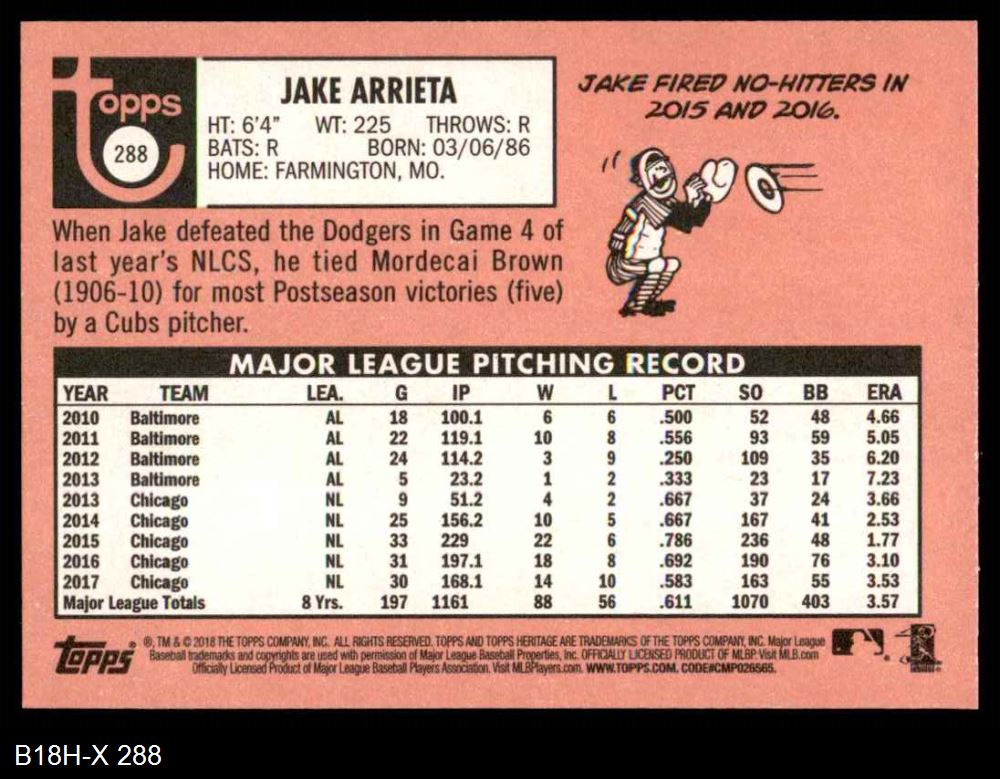 topps
288
JAKE ARRIETA
HT: 6'4" WT: 225 THROWS: R
BATS: R BORN: 03/06/86
HOME: FARMINGTON, MO.
JAKE FIRED NO-HITTERS IN
2015 AND 2016.
When Jake defeated the Dodgers in Game 4 of
last year's NLCS, he tied Mordecai Brown
(1906-10) for most Postseason victories (five)
by a Cubs pitcher.
MAJOR LEAGUE PITCHING RECORD
YEAR TEAM LEA. G IP W L PCT SO BB ERA
2010 Baltimore AL 18 100.1 6 6 .500 52 48 4.66
2011 Baltimore AL 22 119.1 10 8 .556 93 59 5.05
2012 Baltimore AL 24 114.2 3 9 .250 109 35 6.20
2013 Baltimore AL 5 23.2 1 2 .333 23 17 7.23
2013 Chicago NL 9 51.2 4 2 .667 37 24 3.66
2014 Chicago NL 25 156.2 10 5 .667 167 41 2.53
2015 Chicago NL 33 229 22 6 .786 236 48 1.77
2016 Chicago NL 31 197.1 18 8 .692 190 76 3.10
2017 Chicago NL 30 168.1 14 10 .583 163 55 3.53
Major League Totals 8 Yrs. 197 1161 88 56 .611 1070 403 3.57
topps
®, TM & © 2018 THE TOPPS COMPANY, INC. ALL RIGHTS RESERVED. TOPPS AND TOPPS HERITAGE ARE TRADEMARKS OF THE TOPPS COMPANY, INC. Major League
Baseball trademarks and copyrights are used with permission of Major League Baseball Properties, Inc. OFFICIALLY LICENSED PRODUCT OF MLBP. Visit MLB.com
Officially Licensed Product of Major League Baseball Players Association. Visit MLBPlayers.com. WWW.TOPPS.COM. CODE#CMP026565.
B18H-X 288